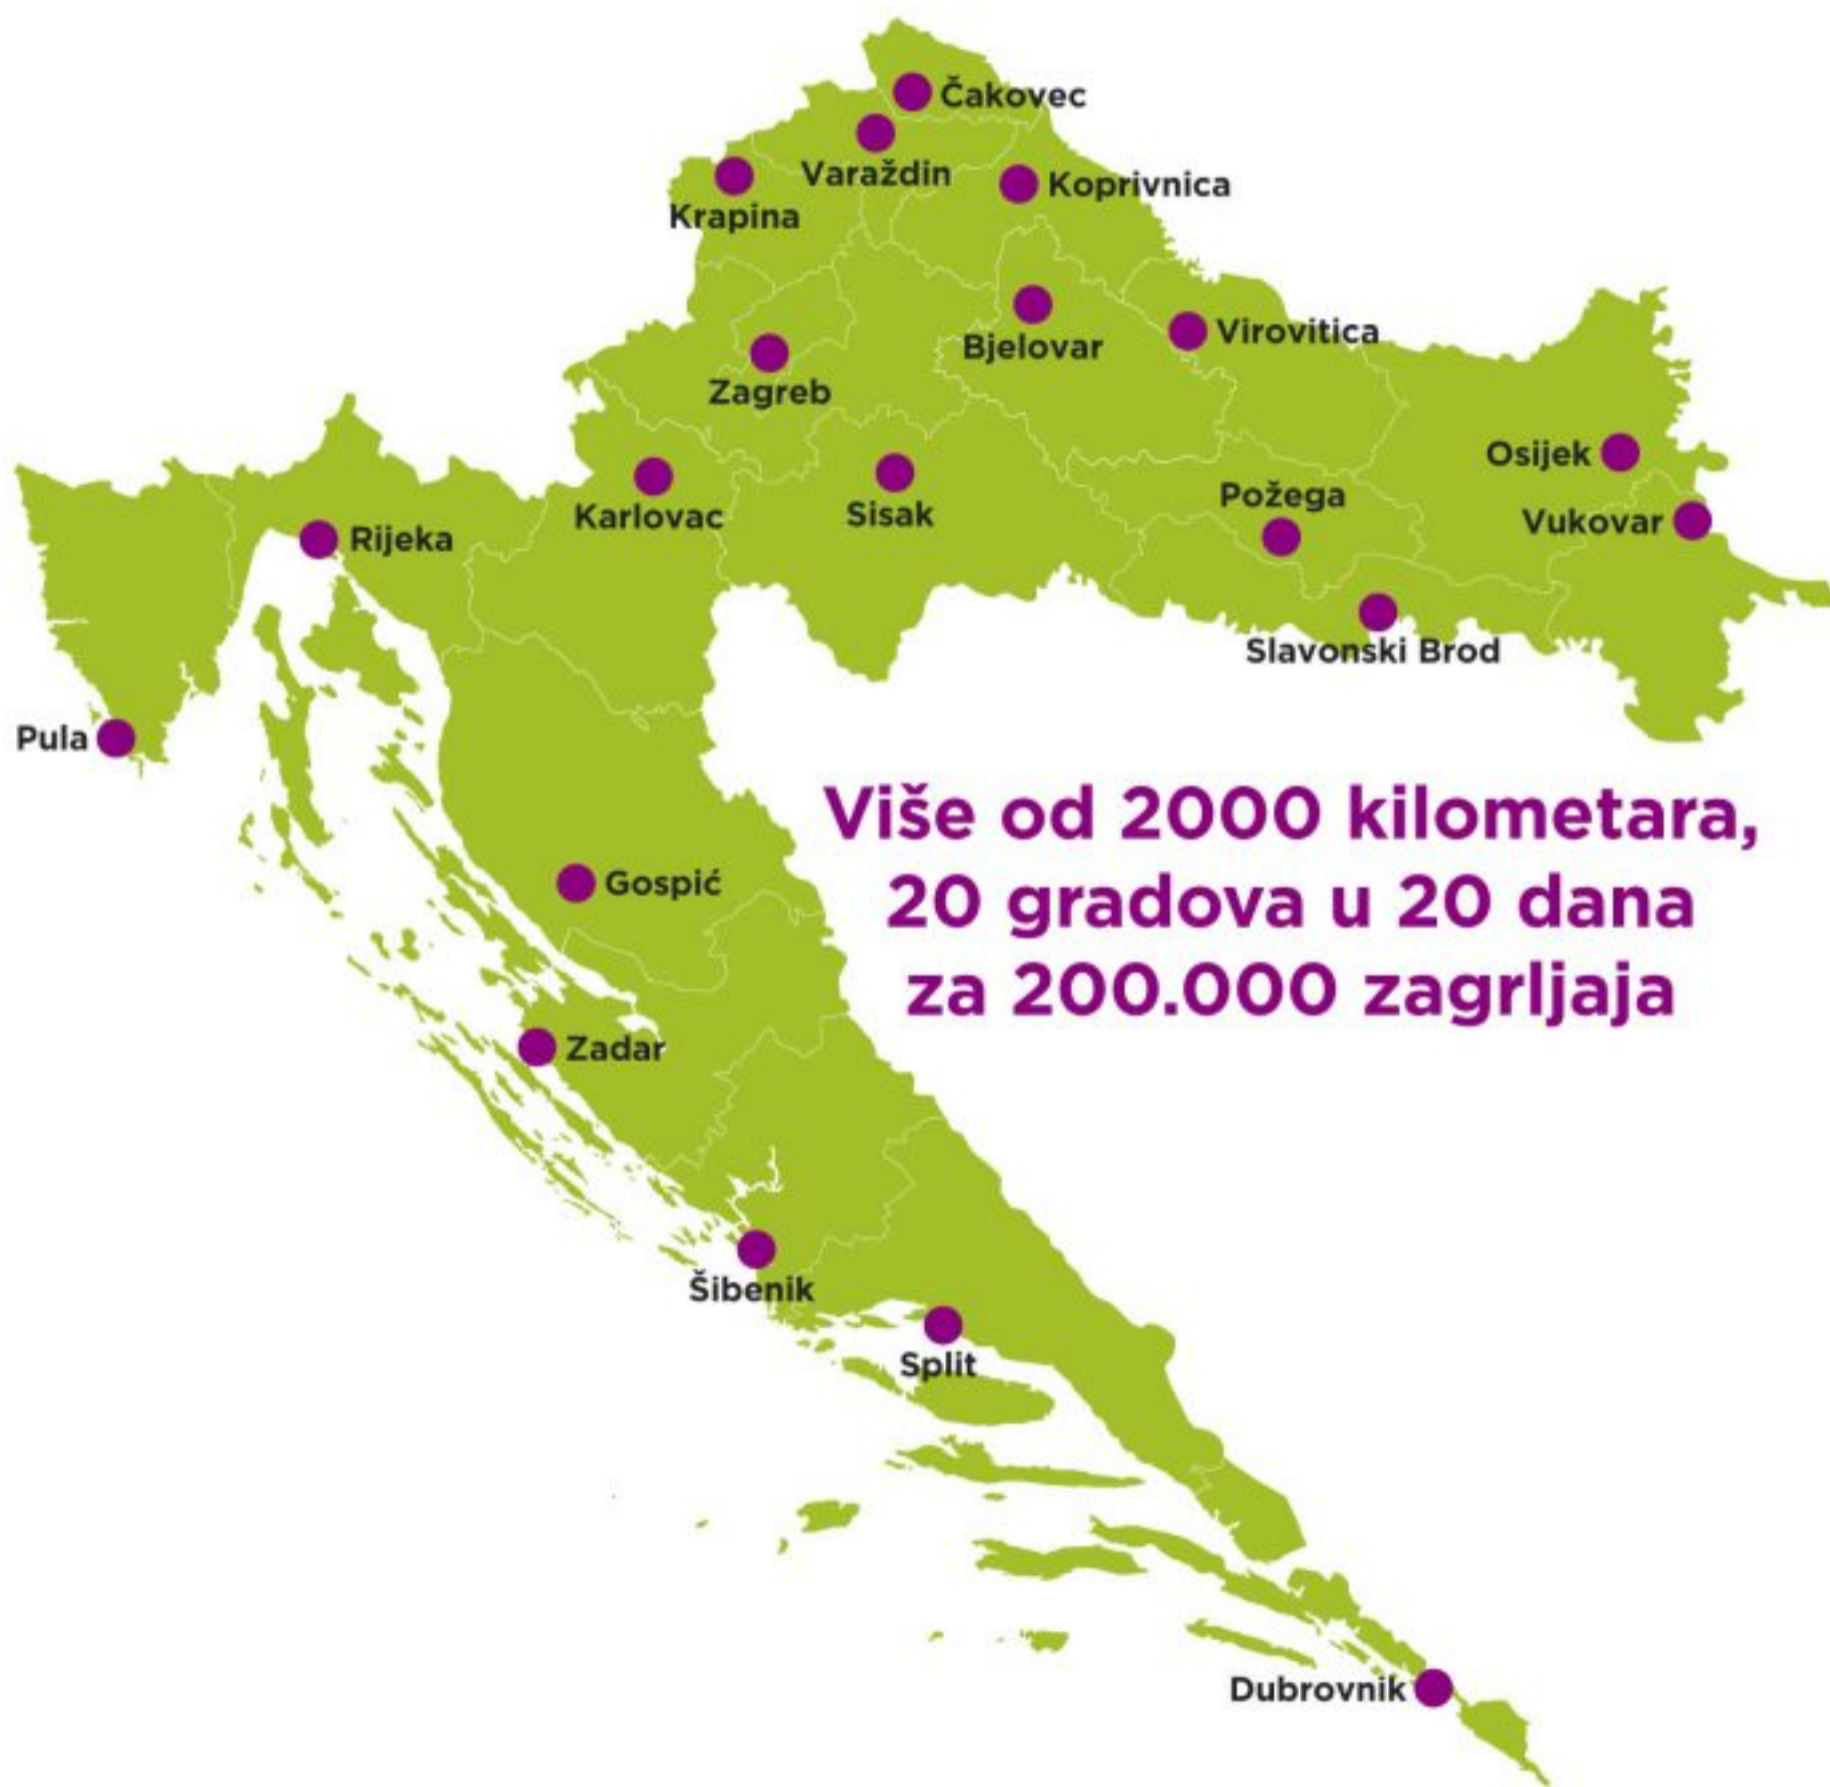 Čakovec
Varaždin
Koprivnica
Krapina
Bjelovar
Virovitica
Zagreb
Osijek
Požega
Karlovac
Sisak
Vukovar
Rijeka
Slavonski Brod
Pula
Više od 2000 kilometara,
20 gradova u 20 dana
za 200.000 zagrljaja
Gospić
Zadar
Šibenik
Split
Dubrovnik